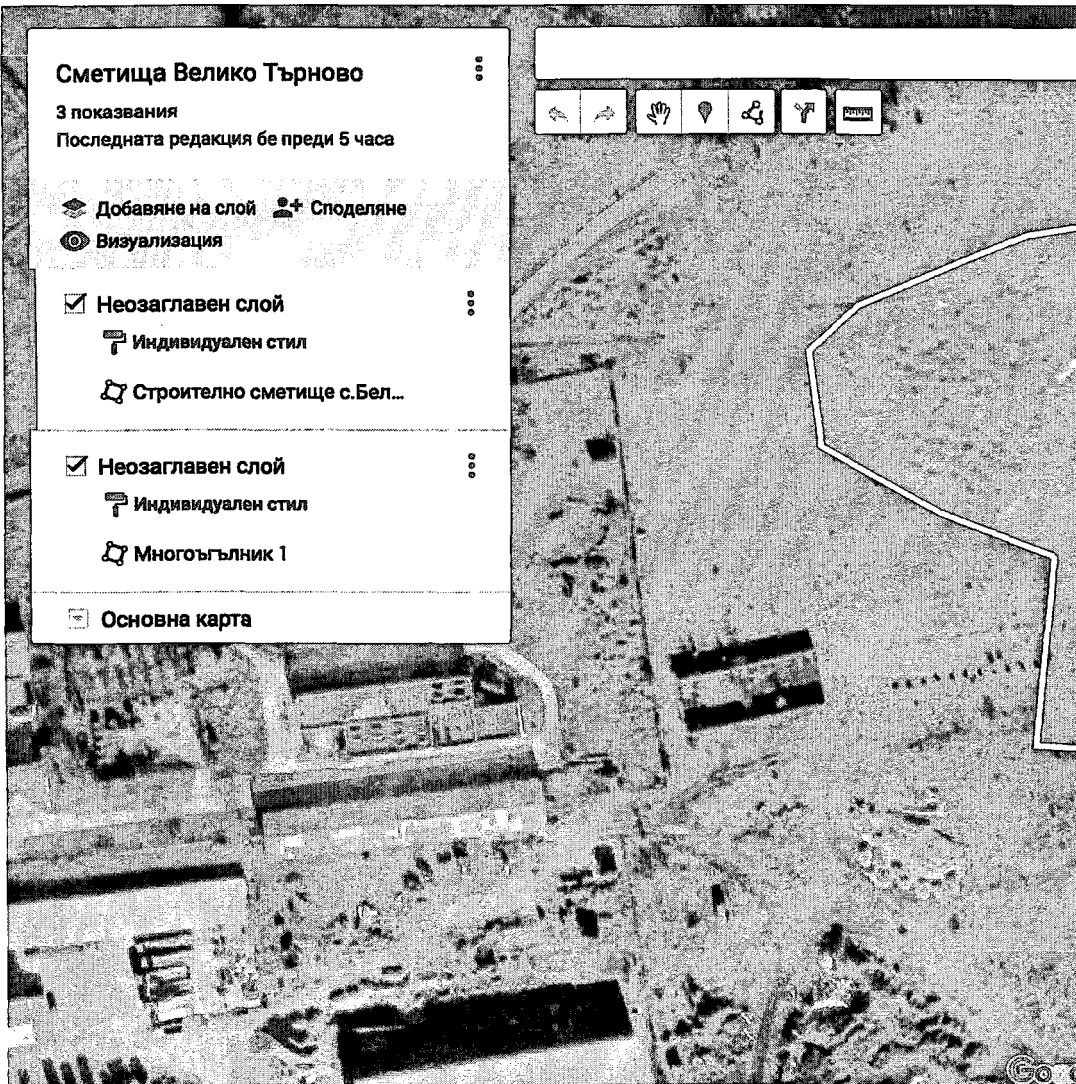 Сметища Велико Търново
3 показвания
Последната редакция бе преди 5 часа
Добавяне на слой Споделяне
Визуализация
Неозаглавен слой
Индивидуален стил
Строително сметище с.Бел...
Неозаглавен слой
Индивидуален стил
Многоъгълник 1
Основна карта